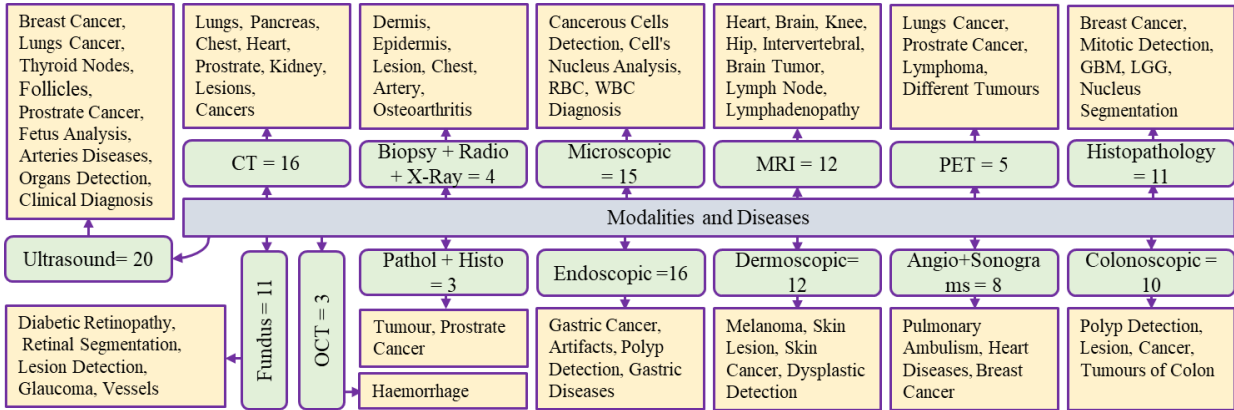 Breast Cancer,
Lungs Cancer,
Thyroid Nodes,
Follicles,
Prostrate Cancer,
Fetus Analysis,
Arteries Diseases,
Organs Detection,
Clinical Diagnosis
Lungs, Pancreas,
Chest, Heart,
Prostrate, Kidney,
Lesions,
Cancers
Dermis,
Epidermis,
Lesion, Chest,
Artery,
Osteoarthritis
Cancerous Cells
Detection, Cell's
Nucleus Analysis,
RBC, WBC
Diagnosis
Heart, Brain, Knee,
Hip, Intervertebral,
Brain Tumor,
Lymph Node,
Lymphadenopathy
Lungs Cancer,
Prostrate Cancer,
Lymphoma,
Different Tumours
Breast Cancer,
Mitotic Detection,
GBM, LGG,
Nucleus
Segmentation
CT = 16
Biopsy + Radio
+ X-Ray = 4
Microscopic
= 15
MRI = 12
PET = 5
Histopathology
= 11
Modalities and Diseases
Ultrasound= 20
Fundus = 11
OCT = 3
Pathol + Histo
= 3
Endoscopic =16
Dermoscopic=
12
Angio+Sonogra
ms = 8
Colonoscopic =
10
Diabetic Retinopathy,
Retinal Segmentation,
Lesion Detection,
Glaucoma, Vessels
Tumour, Prostrate
Cancer
Haemorrhage
Gastric Cancer,
Artifacts, Polyp
Detection, Gastric
Diseases
Melanoma, Skin
Lesion, Skin
Cancer, Dysplastic
Detection
Pulmonary
Ambulism, Heart
Diseases, Breast
Cancer
Polyp Detection,
Lesion, Cancer,
Tumours of Colon